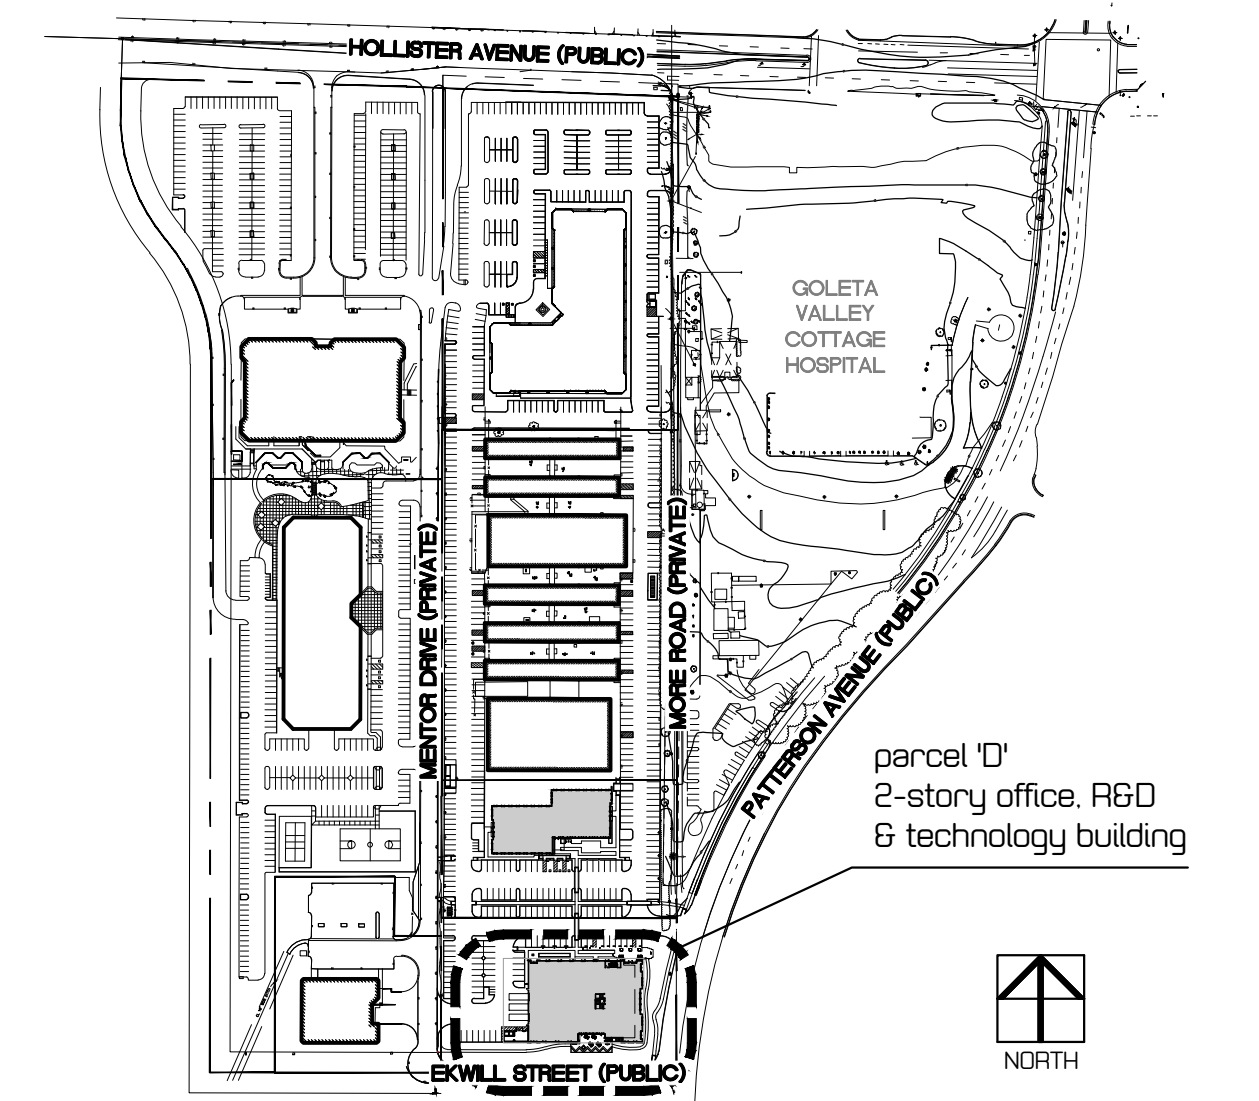 HOLLISTER AVENUE (PUBLIC)
GOLETA
VALLEY
COTTAGE
HOSPITAL
MENTOR DRIVE (PRIVATE)
MORE ROAD (PRIVATE)
PATTERSON AVENUE (PUBLIC)
parcel 'D'
2-story office, R&D
& technology building
EKWILL STREET (PUBLIC)
NORTH